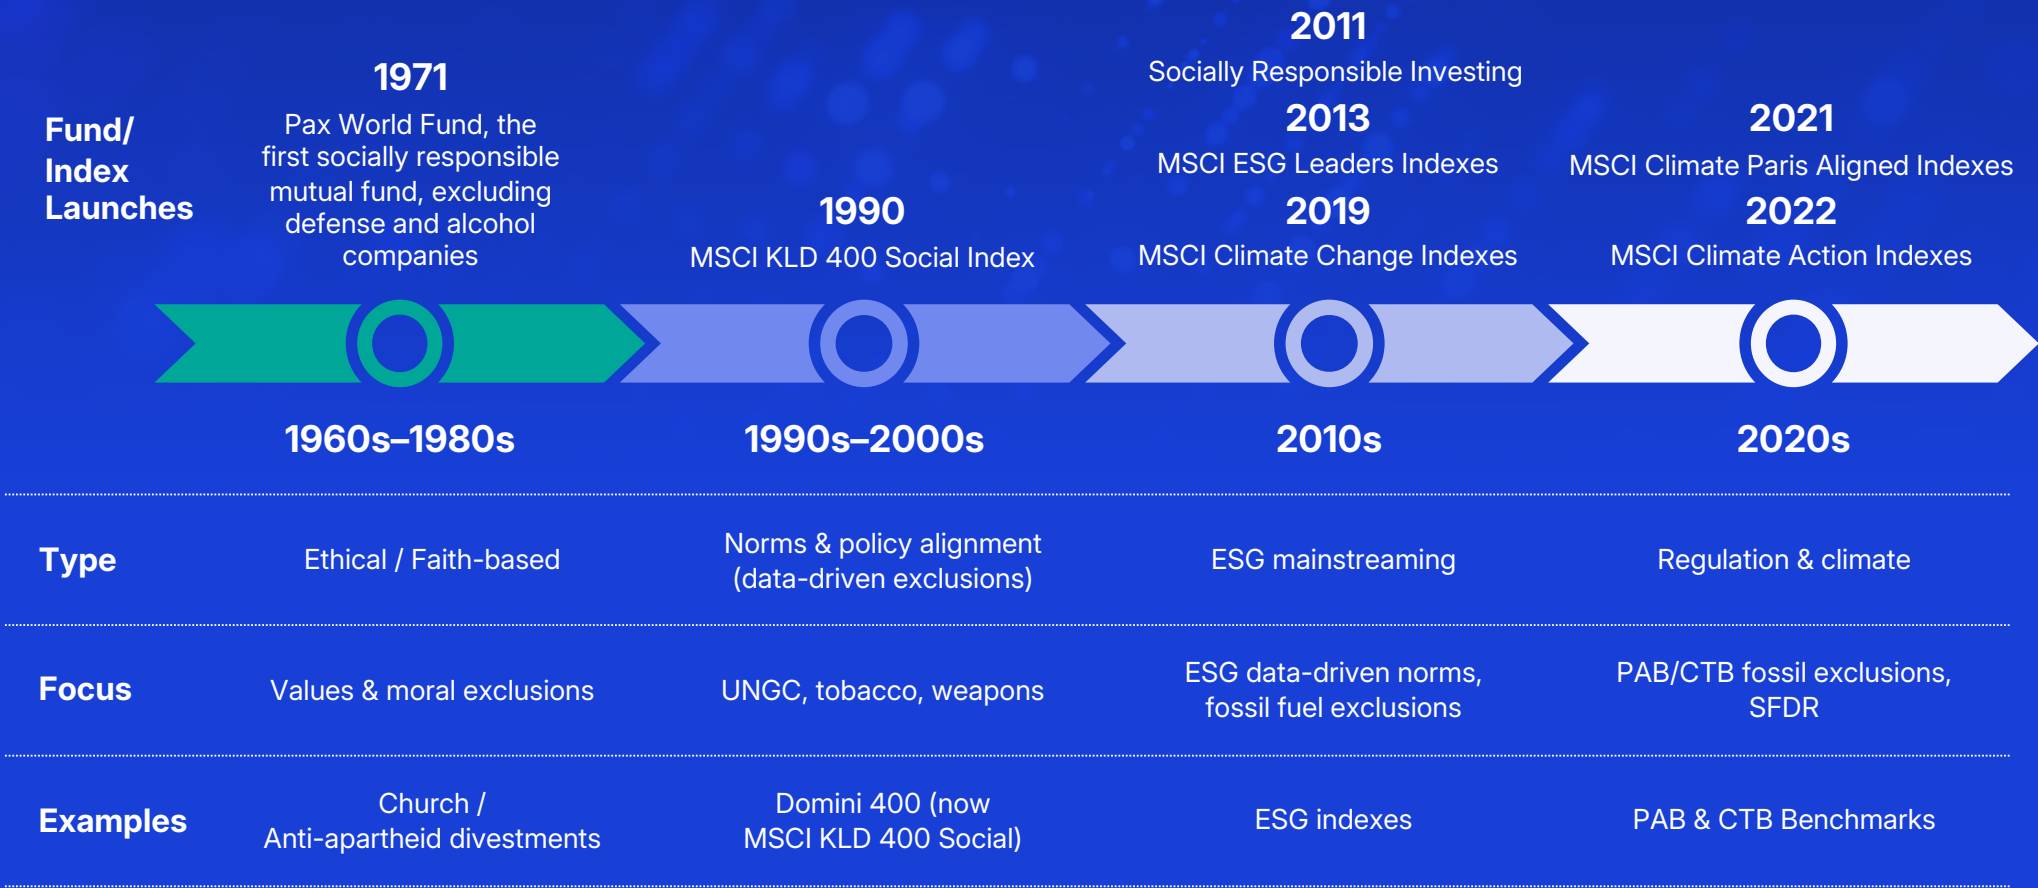 Fund/
Index
Launches
1971
Pax World Fund, the
first socially responsible
mutual fund, excluding
defense and alcohol
companies
1990
MSCI KLD 400 Social Index
2011
Socially Responsible Investing
2013
MSCI ESG Leaders Indexes
2019
MSCI Climate Change Indexes
2021
MSCI Climate Paris Aligned Indexes
2022
MSCI Climate Action Indexes
1960s–1980s
1990s–2000s
2010s
2020s
Type
Ethical / Faith-based
Norms & policy alignment
(data-driven exclusions)
ESG mainstreaming
Regulation & climate
Focus
Values & moral exclusions
UNGC, tobacco, weapons
ESG data-driven norms,
fossil fuel exclusions
PAB/CTB fossil exclusions,
SFDR
Examples
Church /
Anti-apartheid divestments
Domini 400 (now
MSCI KLD 400 Social)
ESG indexes
PAB & CTB Benchmarks